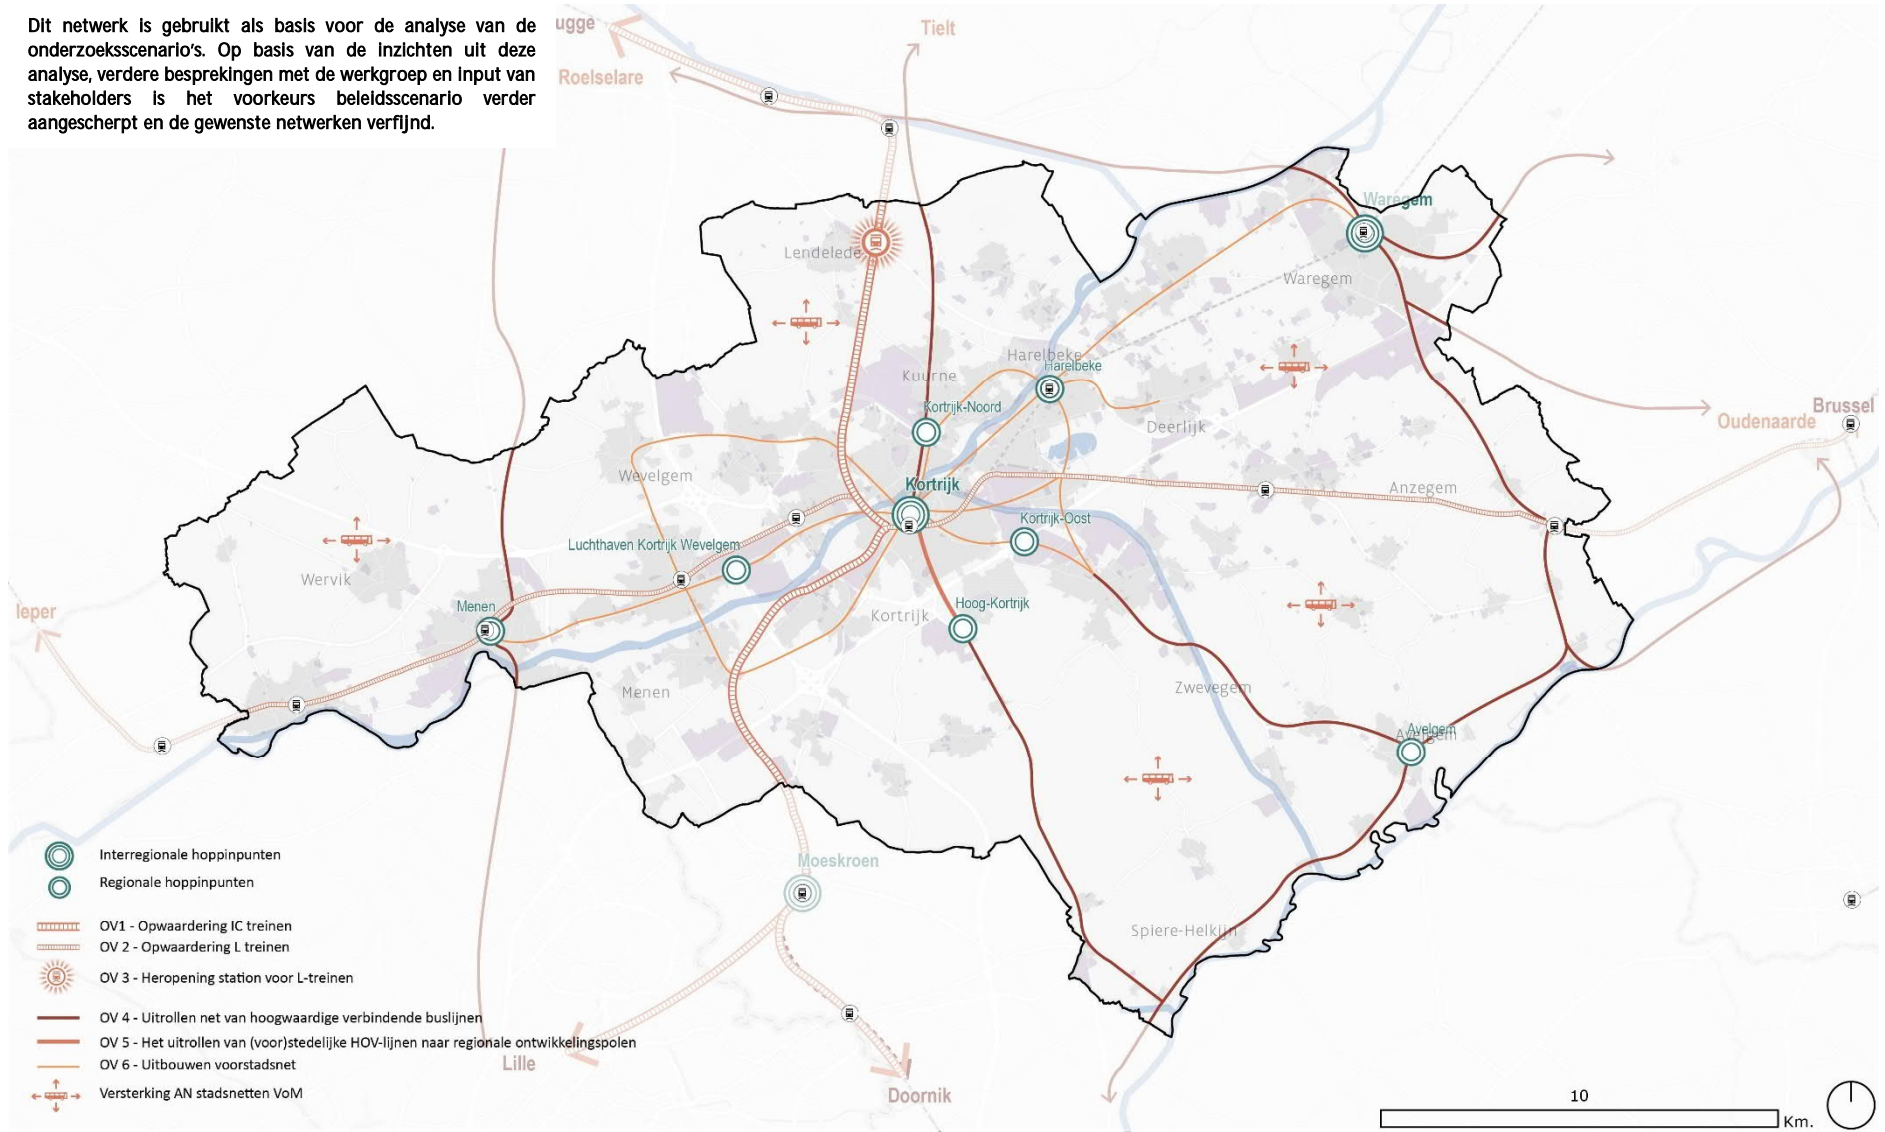 Dit netwerk is gebruikt als basis voor de analyse van de
onderzoeksscenario's. Op basis van de inzichten uit deze
analyse, verdere besprekingen met de werkgroep en input van
stakeholders is het voorkeurs beleidsscenario verder
aangescherpt en de gewenste netwerken verfijnd.
ugge
Tielt
Roelselare
Waregem
Lendelede
Waregem
Harelbeke
Harelbeke
Kuurne
Kortrijk-Noord
Brussel
Oudenaarde
Deerlijk
Wevelgem
Kortrijk
Anzegem
Kortrijk-Oost
Luchthaven Kortrijk Wevelgem
Wervik
Ieper
Menen
Hoog-Kortrijk
Kortrijk
Menen
Zwevegem
Avelgem
Avelgem
Moeskroen
Spiere-Helkijn
Lille
Doornik
Interregionale hoppinpunten
Regionale hoppinpunten
OV1 - Opwaardering IC treinen
OV 2 - Opwaardering L treinen
OV 3 - Heropening station voor L-treinen
OV 4 - Uitrollen net van hoogwaardige verbindende buslijnen
OV 5 - Het uitrollen van (voor)stedelijke HOV-lijnen naar regionale ontwikkelingspolen
OV 6 - Uitbouwen voorstadsnet
Versterking AN stadsnetten VoM
10
Km.